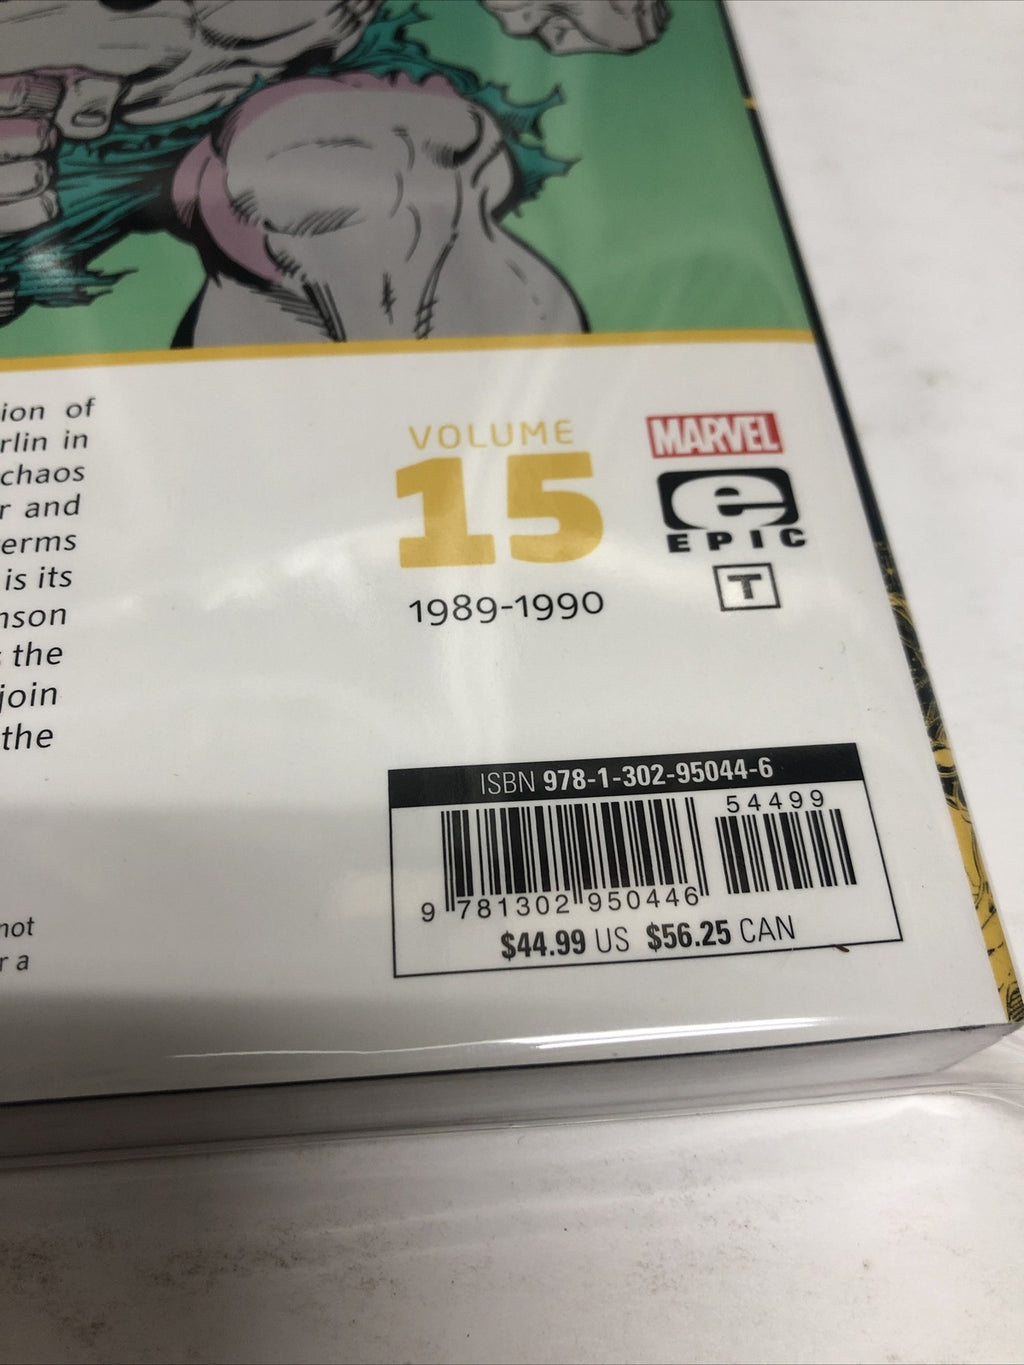 ion of
rlin in
chaos
r and
erms
is its
nson
the
join
the
not
r a
VOLUME
15
1989-1990
MARVEL
e
EPIC
T
ISBN 978-1-302-95044-6
54499
9 781302 950446
$44.99 US $56.25 CAN